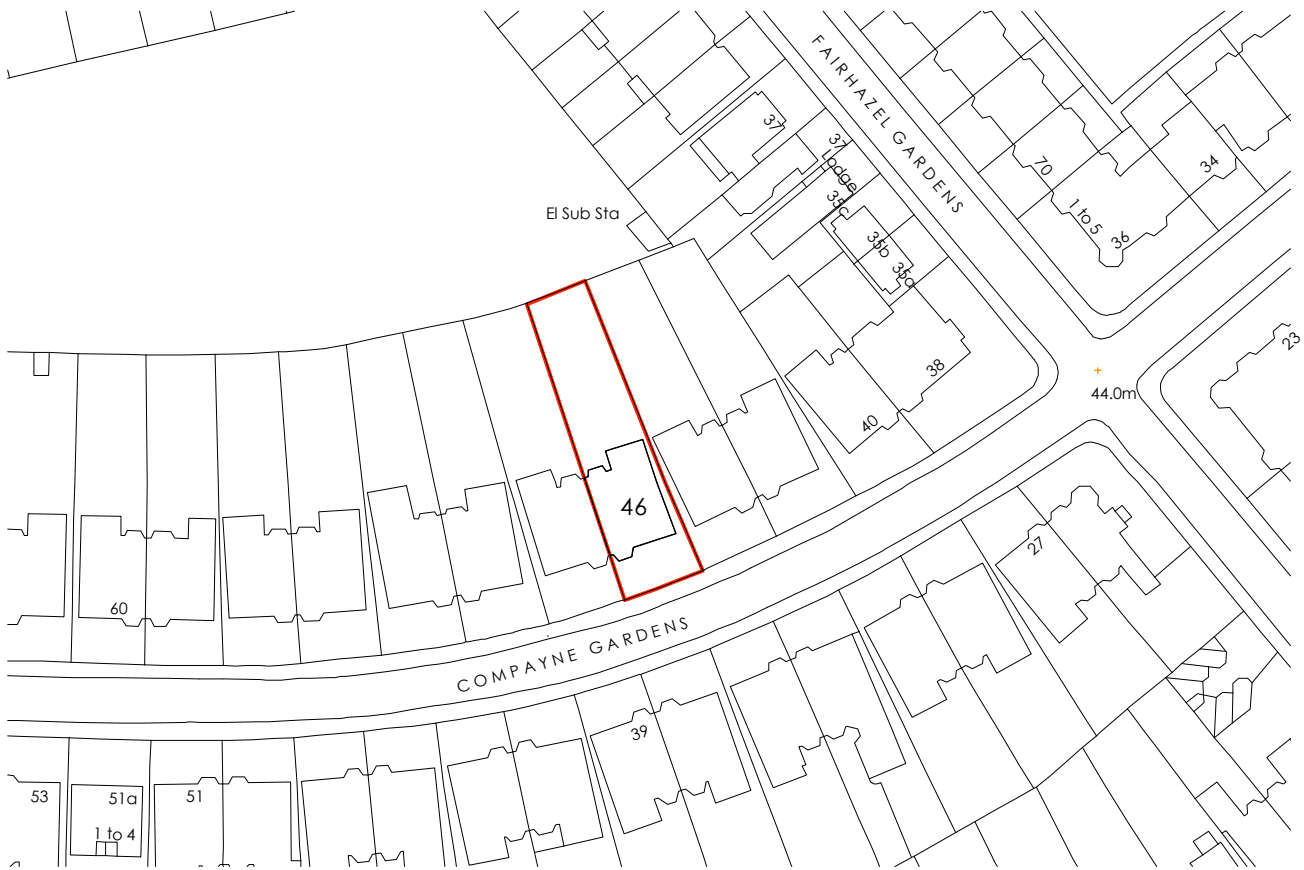 FAIRHAZEL GARDENS
37
37
Lodge
35c
35b
35a
70
1 to 5
36
34
El Sub Sta
38
40
44.0m
23
46
60
27
COMPAYNE GARDENS
39
53
51a
1 to 4
51